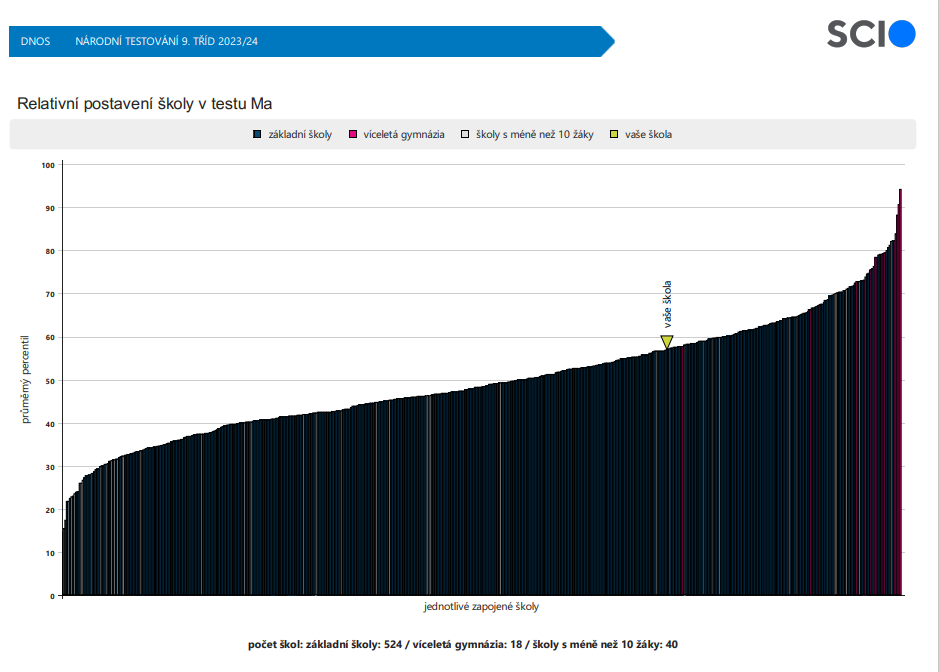 DNOS NÁRODNÍ TESTOVÁNÍ 9. TŘÍD 2023/24
SCIO
Relativní postavení školy v testu Ma
základní školy víceletá gymnázia školy s méně než 10 žáky vaše škola
100
90
80
70
60
50
40
30
20
10
0
průměrný percentil
vaše škola
jednotlivé zapojené školy
počet škol: základní školy: 524 / víceletá gymnázia: 18 / školy s méně než 10 žáky: 40